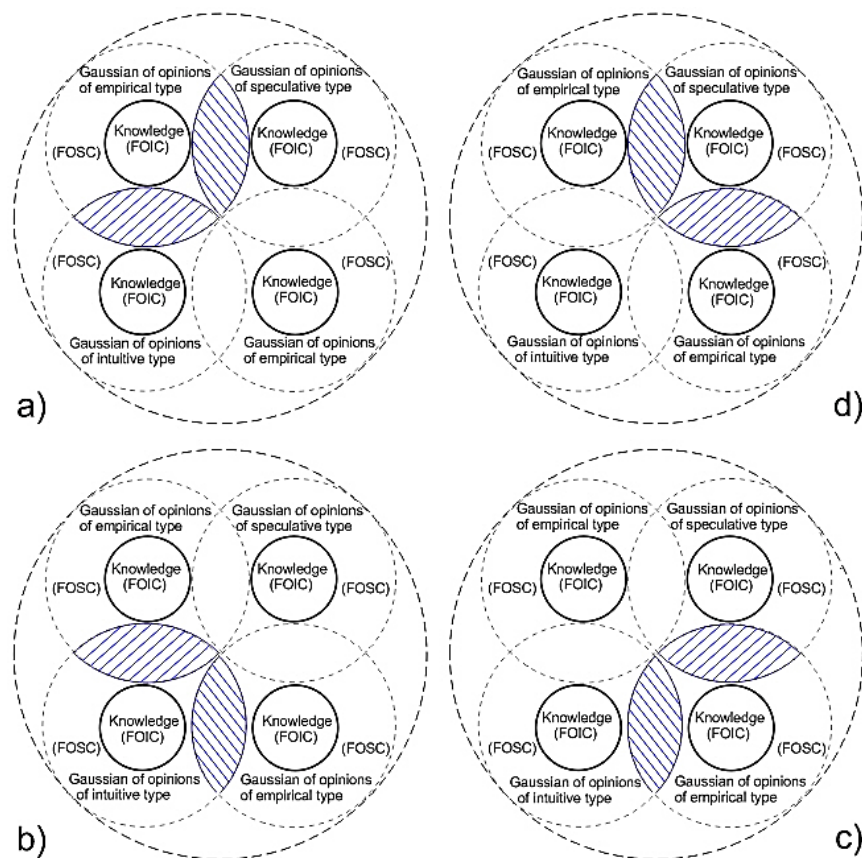 Gaussian of opinions
of empirical type
Gaussian of opinions
of speculative type
Knowledge
(FOIC)
Knowledge
(FOIC)
(FOSC)
(FOSC)
(FOSC)
(FOSC)
Knowledge
(FOIC)
Knowledge
(FOIC)
Gaussian of opinions
of intuitive type
Gaussian of opinions
of empirical type
a)
Gaussian of opinions
of empirical type
Gaussian of opinions
of speculative type
Knowledge
(FOIC)
Knowledge
(FOIC)
(FOSC)
(FOSC)
(FOSC)
(FOSC)
Knowledge
(FOIC)
Knowledge
(FOIC)
Gaussian of opinions
of intuitive type
Gaussian of opinions
of empirical type
d)
Gaussian of opinions
of empirical type
Gaussian of opinions
of speculative type
Knowledge
(FOIC)
Knowledge
(FOIC)
(FOSC)
(FOSC)
Knowledge
(FOIC)
Knowledge
(FOIC)
(FOSC)
(FOSC)
Gaussian of opinions
of intuitive type
Gaussian of opinions
of empirical type
b)
Gaussian of opinions
of empirical type
Gaussian of opinions
of speculative type
Knowledge
(FOIC)
Knowledge
(FOIC)
(FOSC)
(FOSC)
Knowledge
(FOIC)
Knowledge
(FOIC)
(FOSC)
(FOSC)
Gaussian of opinions
of intuitive type
Gaussian of opinions
of empirical type
c)